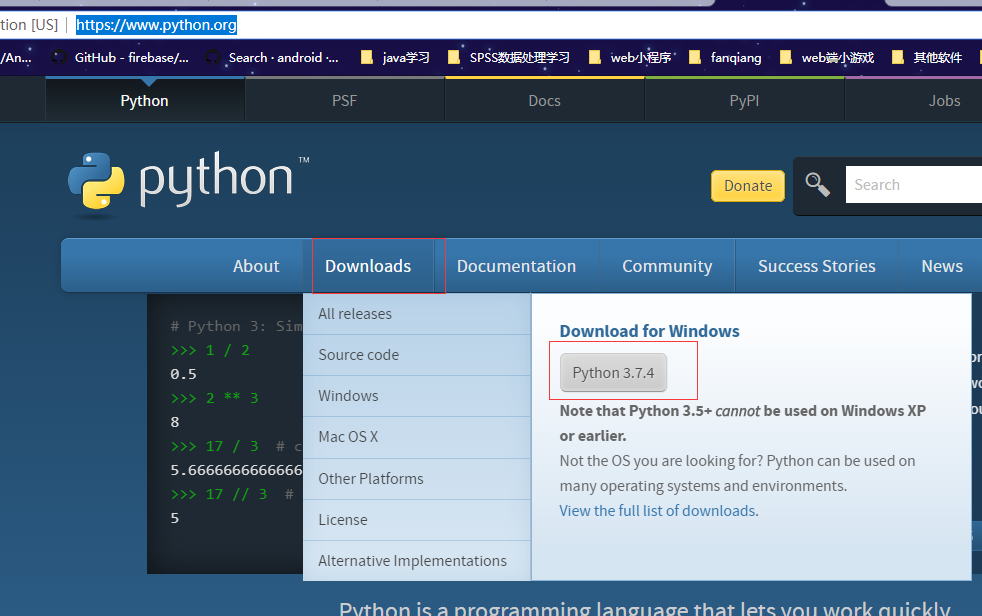 tion [US] | https://www.python.org
/An... GitHub - firebase/... Search · android ·... java学习 SPSS数据处理学习 web小程序 fanqiang web端小游戏 其他软件
Python PSF Docs PyPI Jobs
python™
Donate
Search
About Downloads Documentation Community Success Stories News
# Python 3: Sim
>>> 1 / 2
0.5
>>> 2 ** 3
8
>>> 17 / 3 # c
5.6666666666666
>>> 17 // 3 #
5
All releases
Source code
Windows
Mac OS X
Other Platforms
License
Alternative Implementations
Download for Windows
Python 3.7.4
Note that Python 3.5+ cannot be used on Windows XP
or earlier.
Not the OS you are looking for? Python can be used on
many operating systems and environments.
View the full list of downloads.
Python is a programming language that lets you work quickly